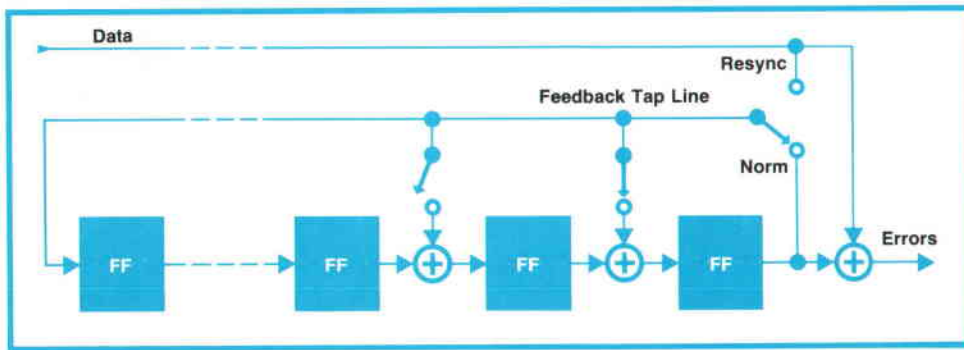 Data
Resync
Feedback Tap Line
Norm
Errors
FF
FF
FF
FF